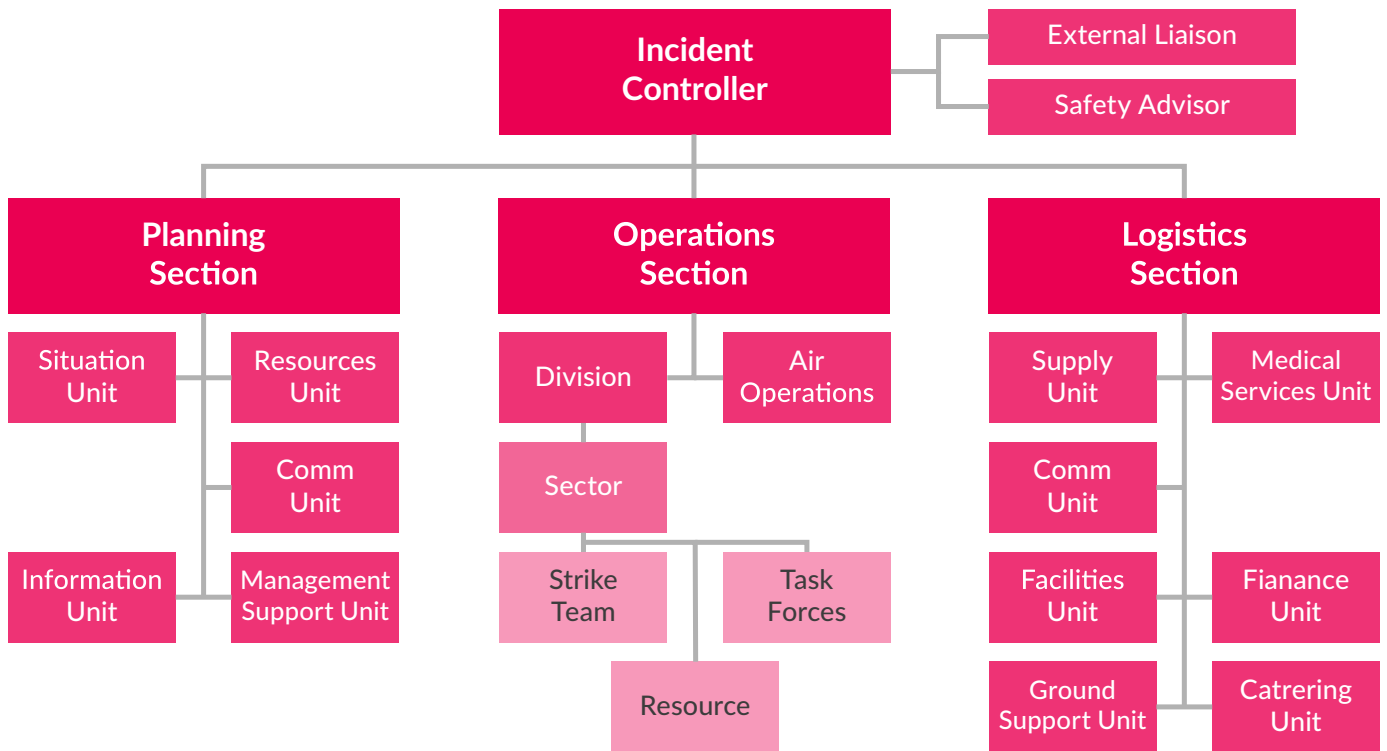 Incident
Controller
External Liaison
Safety Advisor
Planning
Section
Operations
Section
Logistics
Section
Situation
Unit
Resources
Unit
Comm
Unit
Information
Unit
Management
Support Unit
Division
Air
Operations
Sector
Strike
Team
Task
Forces
Resource
Supply
Unit
Medical
Services Unit
Comm
Unit
Facilities
Unit
Fianance
Unit
Ground
Support Unit
Catrering
Unit